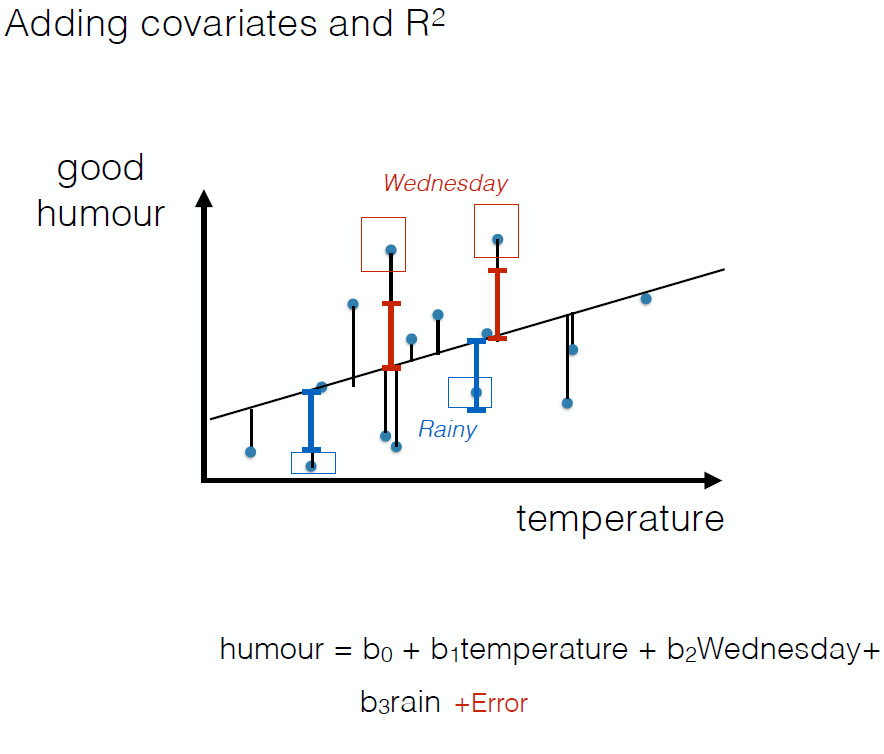 Adding covariates and R²
good
humour
Wednesday
Rainy
temperature
humour = b₀ + b₁temperature + b₂Wednesday+
b₃rain +Error